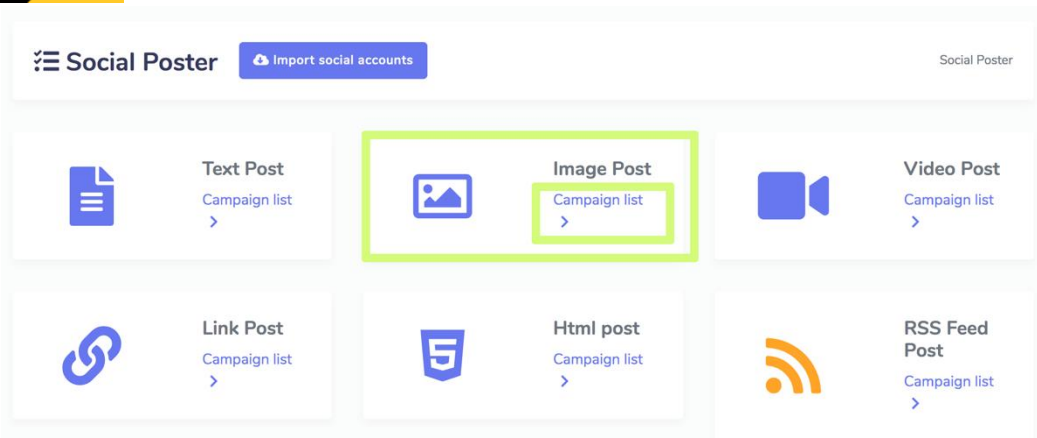 Social Poster
Import social accounts
Social Poster
Text Post
Campaign list
Image Post
Campaign list
Video Post
Campaign list
Link Post
Campaign list
Html post
Campaign list
RSS Feed
Post
Campaign list